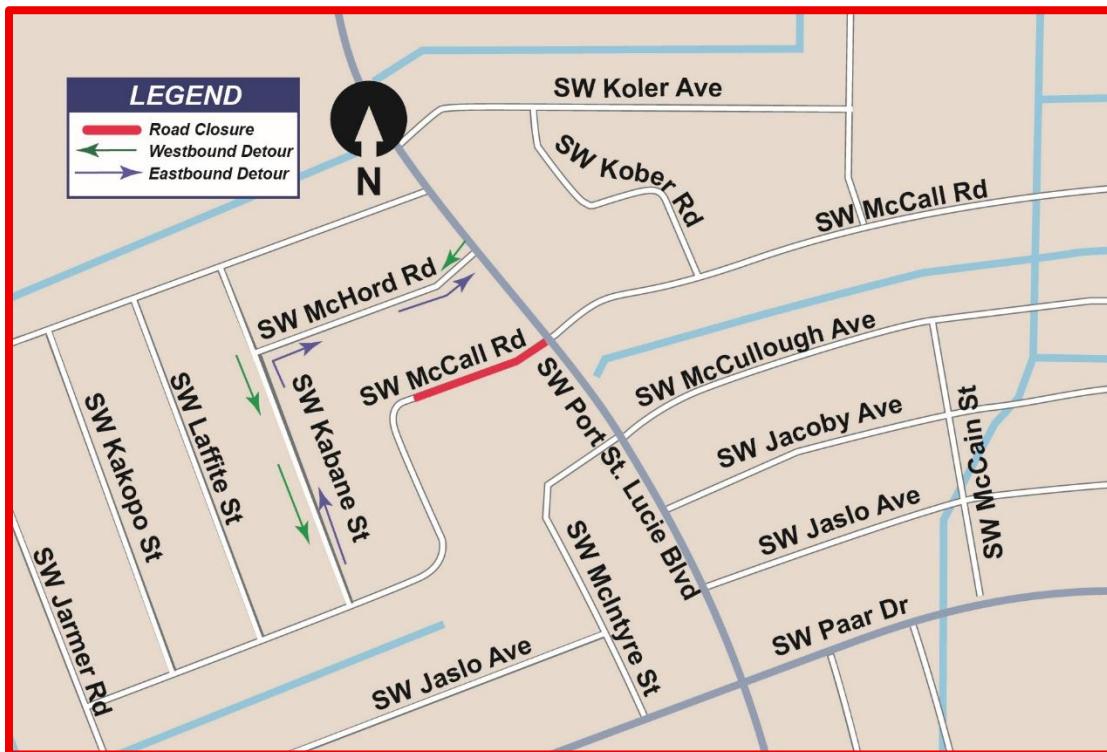 LEGEND
Road Closure
Westbound Detour
Eastbound Detour
N
SW Koler Ave
SW Kober Rd
SW McCall Rd
SW McHord Rd
SW McCall Rd
SW McCullough Ave
SW Port St. Lucie Blvd
SW Kabane St
SW Laffite St
SW Kakopo St
SW Jarmer Rd
SW Jacoby Ave
SW McCain St
SW Jaslo Ave
SW McIntyre St
SW Paar Dr
SW Jaslo Ave